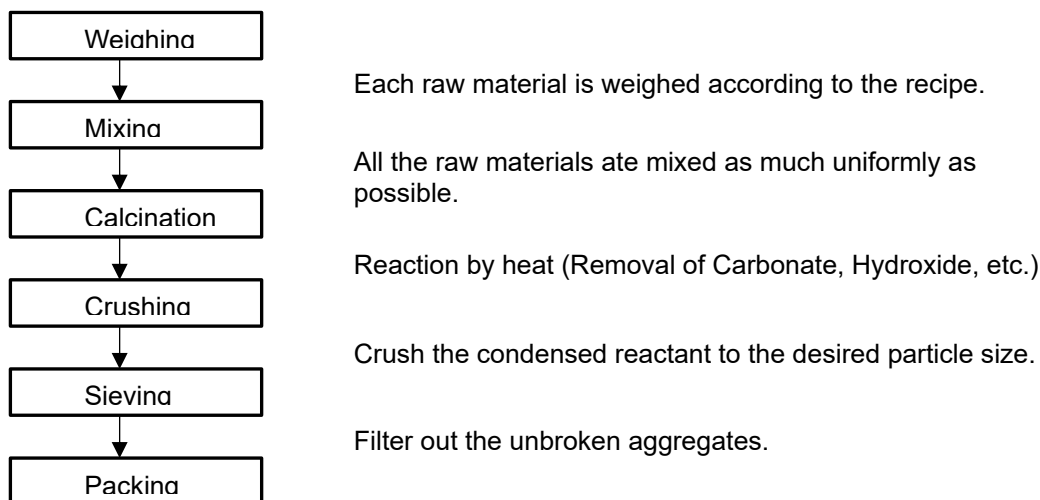 Weighing
Each raw material is weighed according to the recipe.
Mixing
All the raw materials ate mixed as much uniformly as
possible.
Calcination
Reaction by heat (Removal of Carbonate, Hydroxide, etc.)
Crushing
Crush the condensed reactant to the desired particle size.
Sieving
Filter out the unbroken aggregates.
Packing